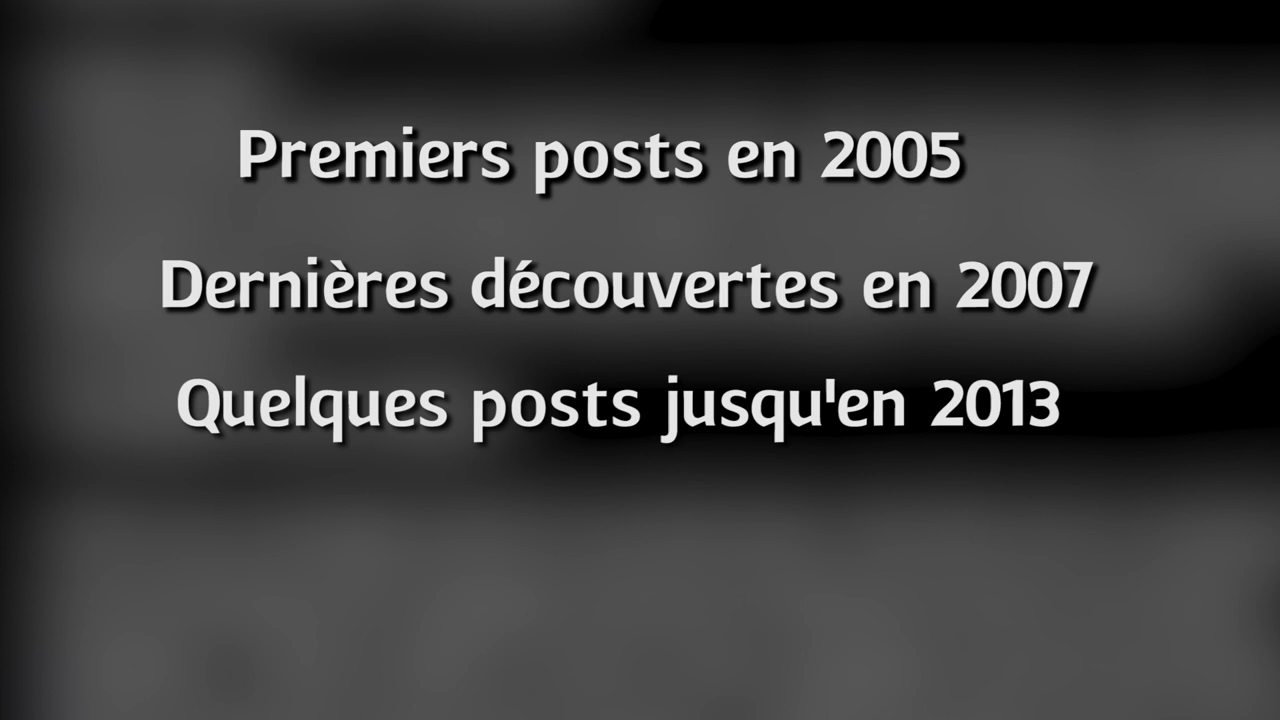 Premiers posts en 2005
Dernières découvertes en 2007
Quelques posts jusqu'en 2013